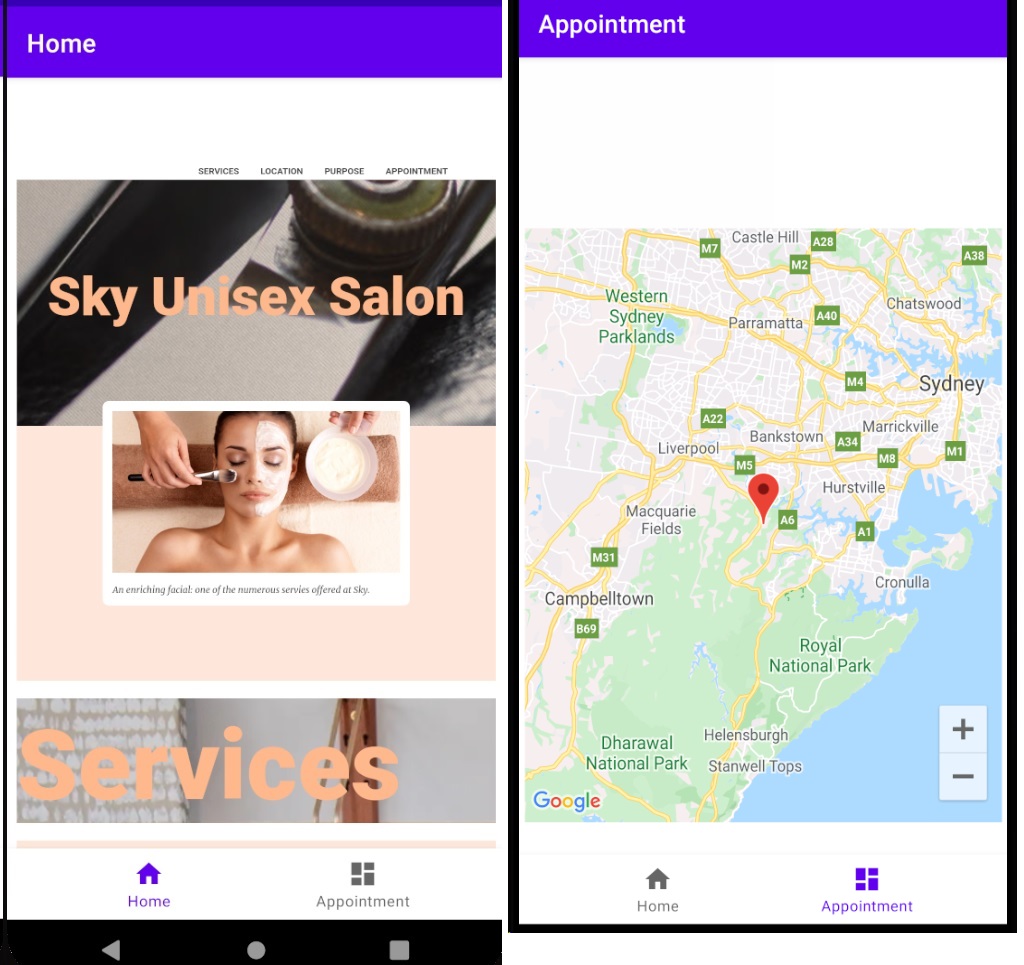 Home
SERVICES LOCATION PURPOSE APPOINTMENT
Sky Unisex Salon
An enriching facial: one of the numerous servies offered at Sky.
Services
Home Appointment
Appointment
Castle Hill
A28
M7
M2
A38
Western
Sydney
Parklands
Chatswood
A40
Parramatta
M4
Sydney
A22
Marrickville
Bankstown
A34
Liverpool
M1
M8
M5
Hurstville
Macquarie
Fields
A6
A1
M31
Cronulla
Campbelltown
B69
Royal
National Park
Helensburgh
Dharawal
National Park
Stanwell Tops
Google
+
−
Home Appointment